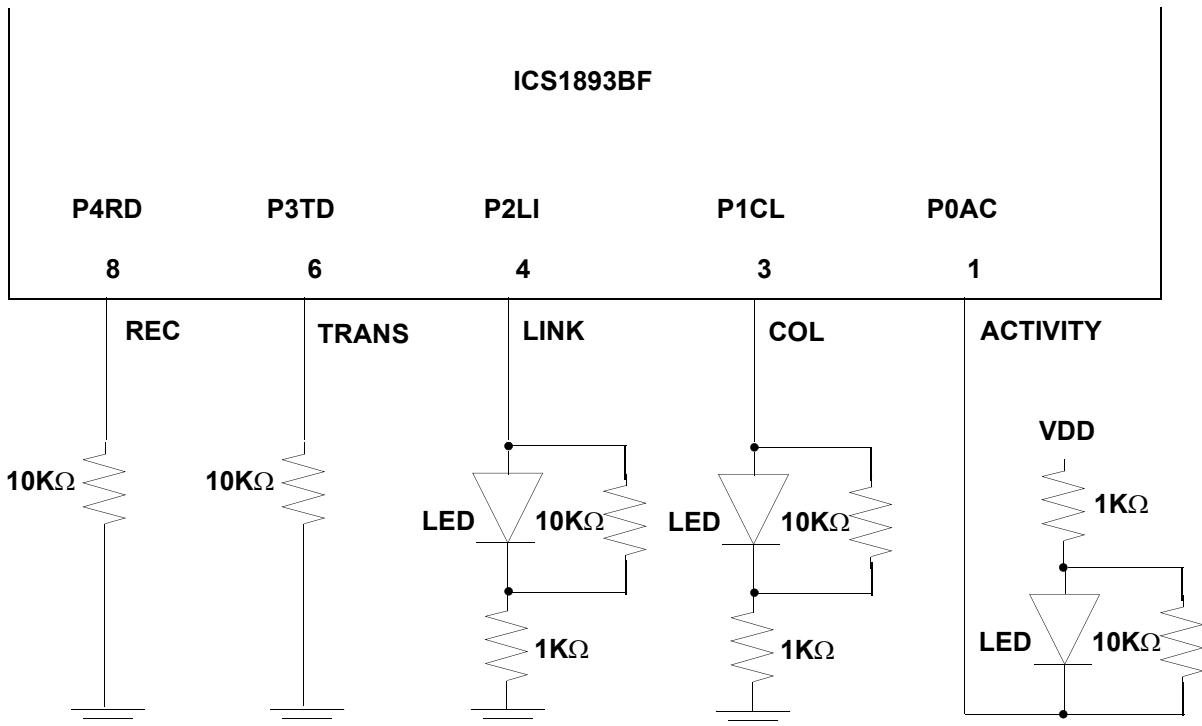 ICS1893BF
P4RD P3TD P2LI P1CL P0AC
8 6 4 3 1
REC TRANS LINK COL ACTIVITY
VDD
10KΩ 10KΩ LED 10KΩ LED 10KΩ 1KΩ
1KΩ 1KΩ LED 10KΩ